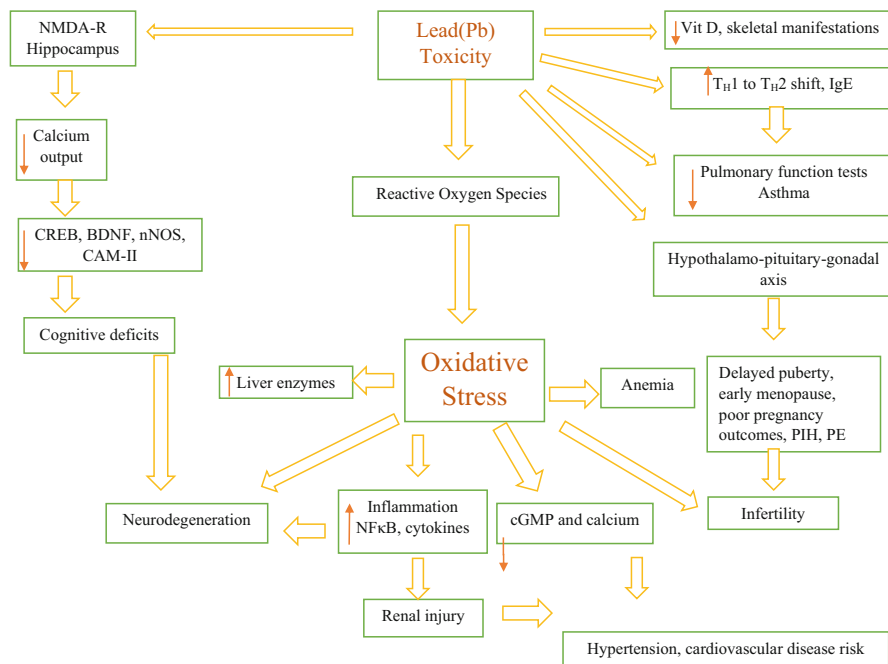 NMDA-R
Hippocampus
Lead(Pb)
Toxicity
Vit D, skeletal manifestations
TH1 to TH2 shift, IgE
Calcium
output
Pulmonary function tests
Asthma
Reactive Oxygen Species
CREB, BDNF, nNOS,
CAM-II
Hypothalamo-pituitary-gonadal
axis
Cognitive deficits
Oxidative
Stress
Liver enzymes
Anemia
Delayed puberty,
early menopause,
poor pregnancy
outcomes, PIH, PE
Neurodegeneration
Inflammation
NFκB, cytokines
cGMP and calcium
Infertility
Renal injury
Hypertension, cardiovascular disease risk